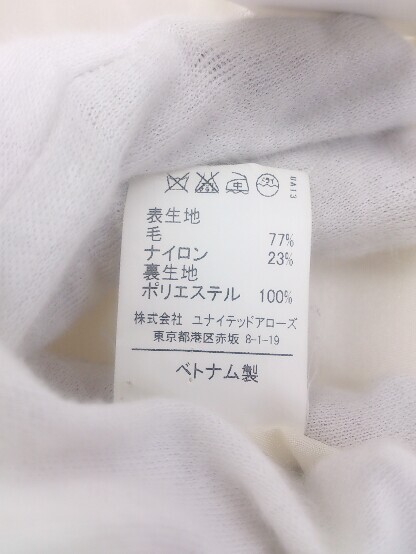 表生地
毛 77%
ナイロン 23%
裏生地
ポリエステル 100%
株式会社 ユナイテッドアローズ
東京都港区赤坂 8-1-19
ベトナム製